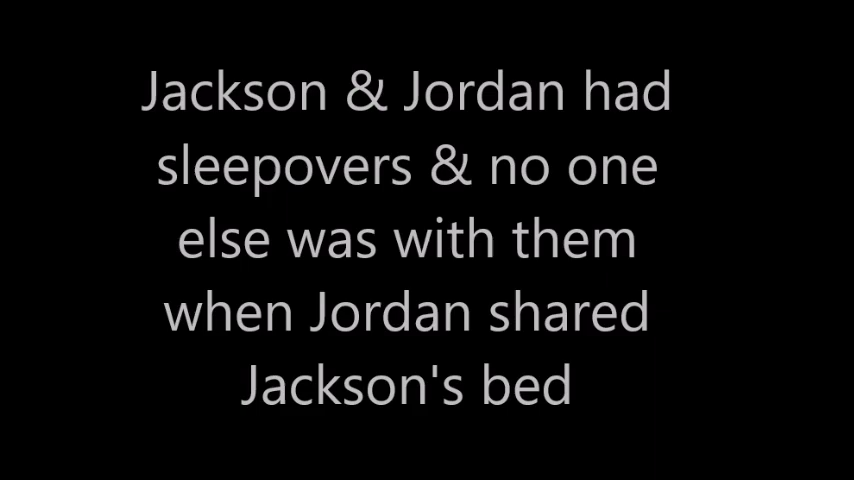 Jackson & Jordan had
sleepovers & no one
else was with them
when Jordan shared
Jackson's bed